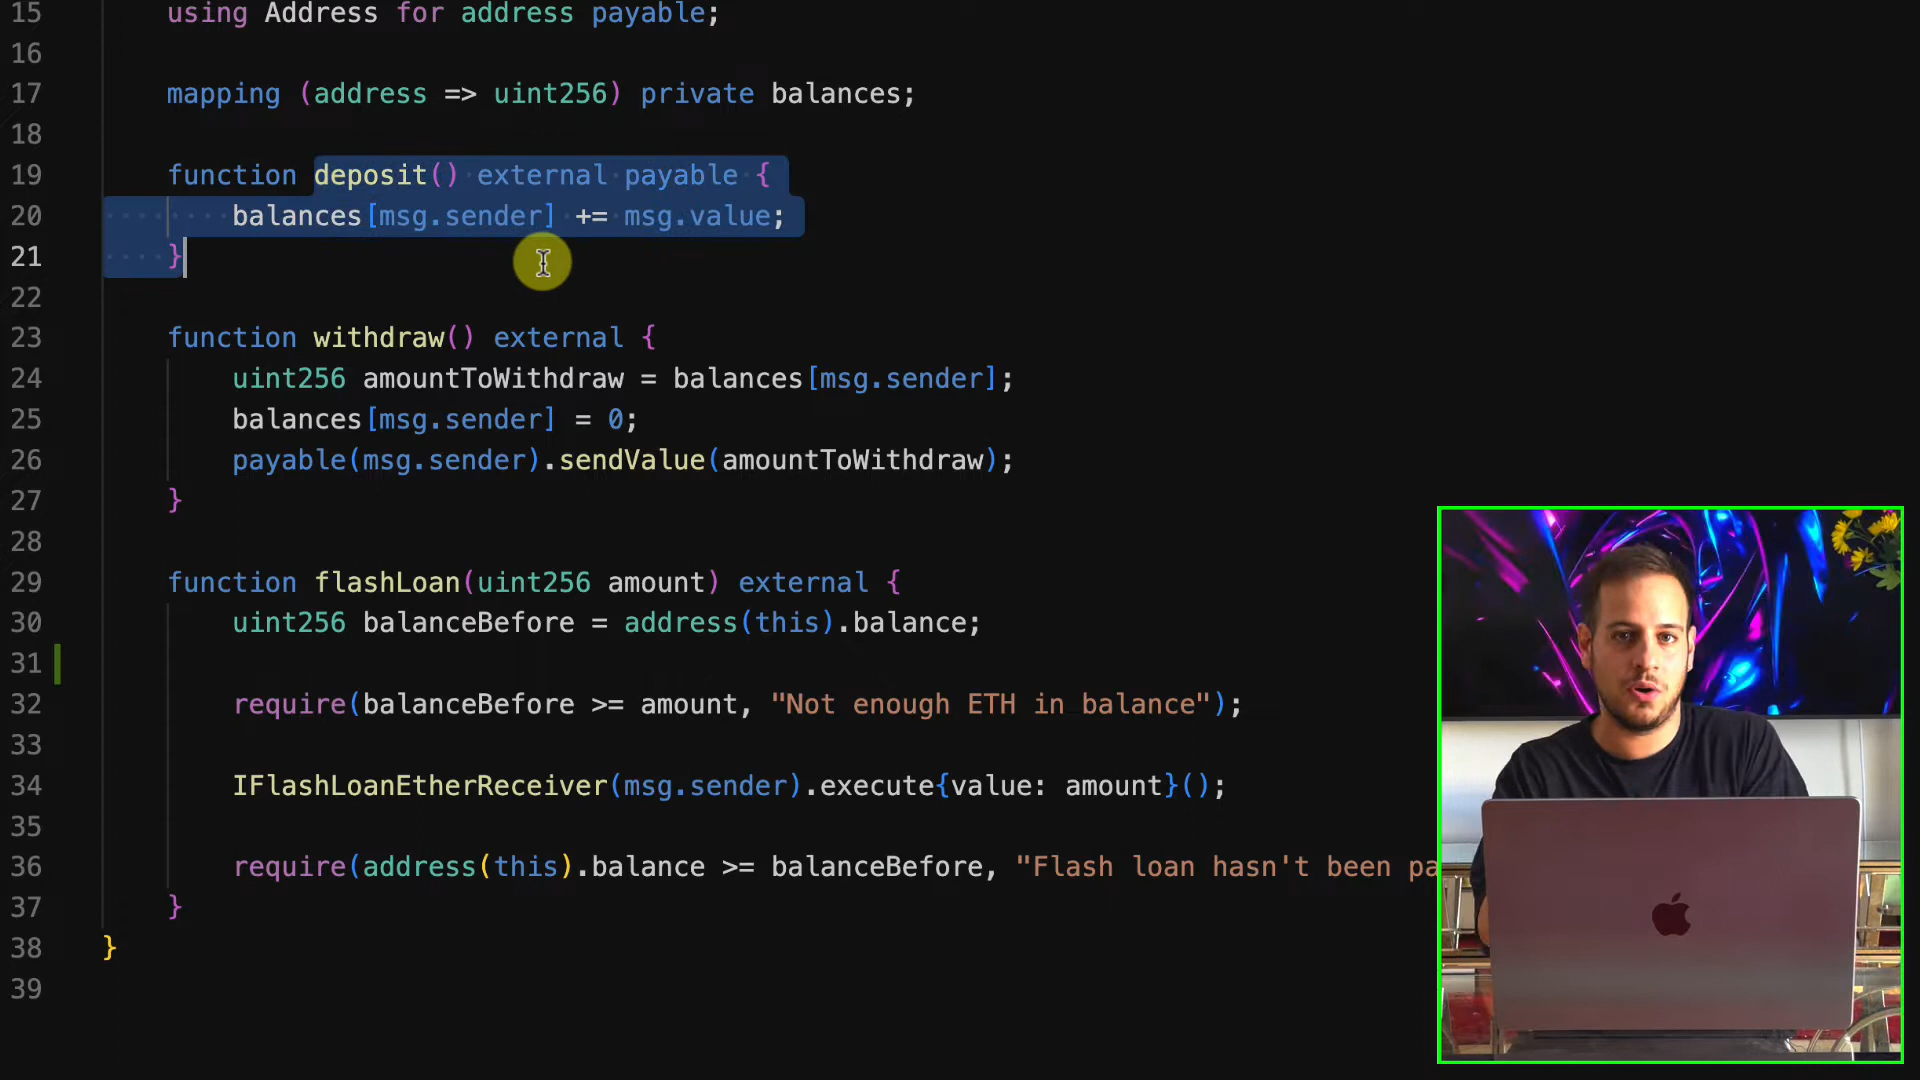 15 using Address for address payable;
16
17 mapping (address => uint256) private balances;
18
19 function deposit() external payable {
20 balances[msg.sender] += msg.value;
21 }
22
23 function withdraw() external {
24 uint256 amountToWithdraw = balances[msg.sender];
25 balances[msg.sender] = 0;
26 payable(msg.sender).sendValue(amountToWithdraw);
27 }
28
29 function flashLoan(uint256 amount) external {
30 uint256 balanceBefore = address(this).balance;
31
32 require(balanceBefore >= amount, "Not enough ETH in balance");
33
34 IFlashLoanEtherReceiver(msg.sender).execute{value: amount}();
35
36 require(address(this).balance >= balanceBefore, "Flash loan hasn't been pa
37 }
38 }
39